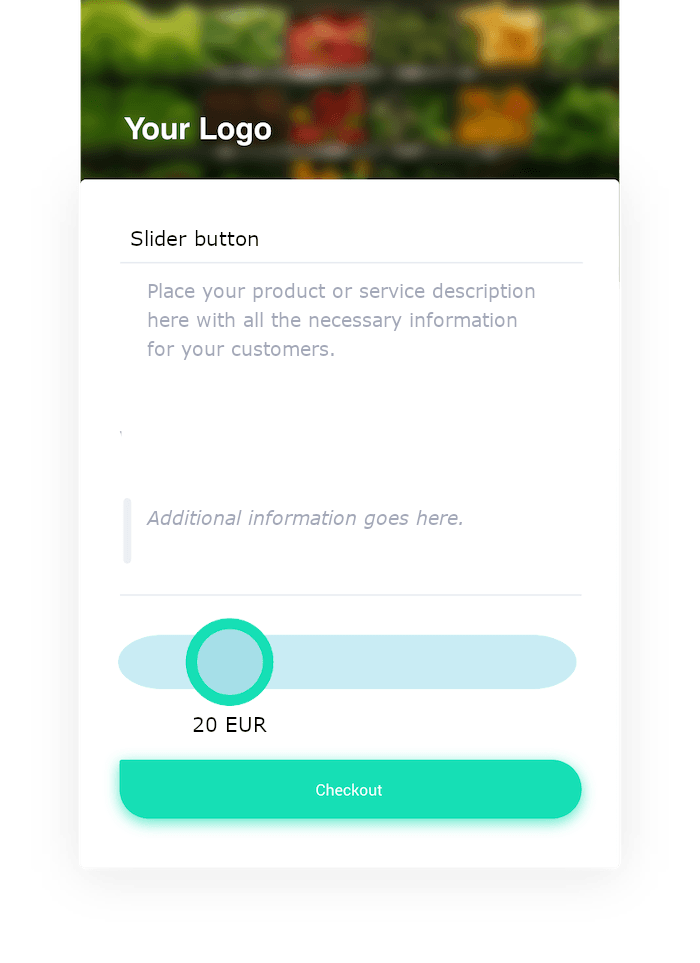 Your Logo
Slider button
Place your product or service description
here with all the necessary information
for your customers.
Additional information goes here.
20 EUR
Checkout